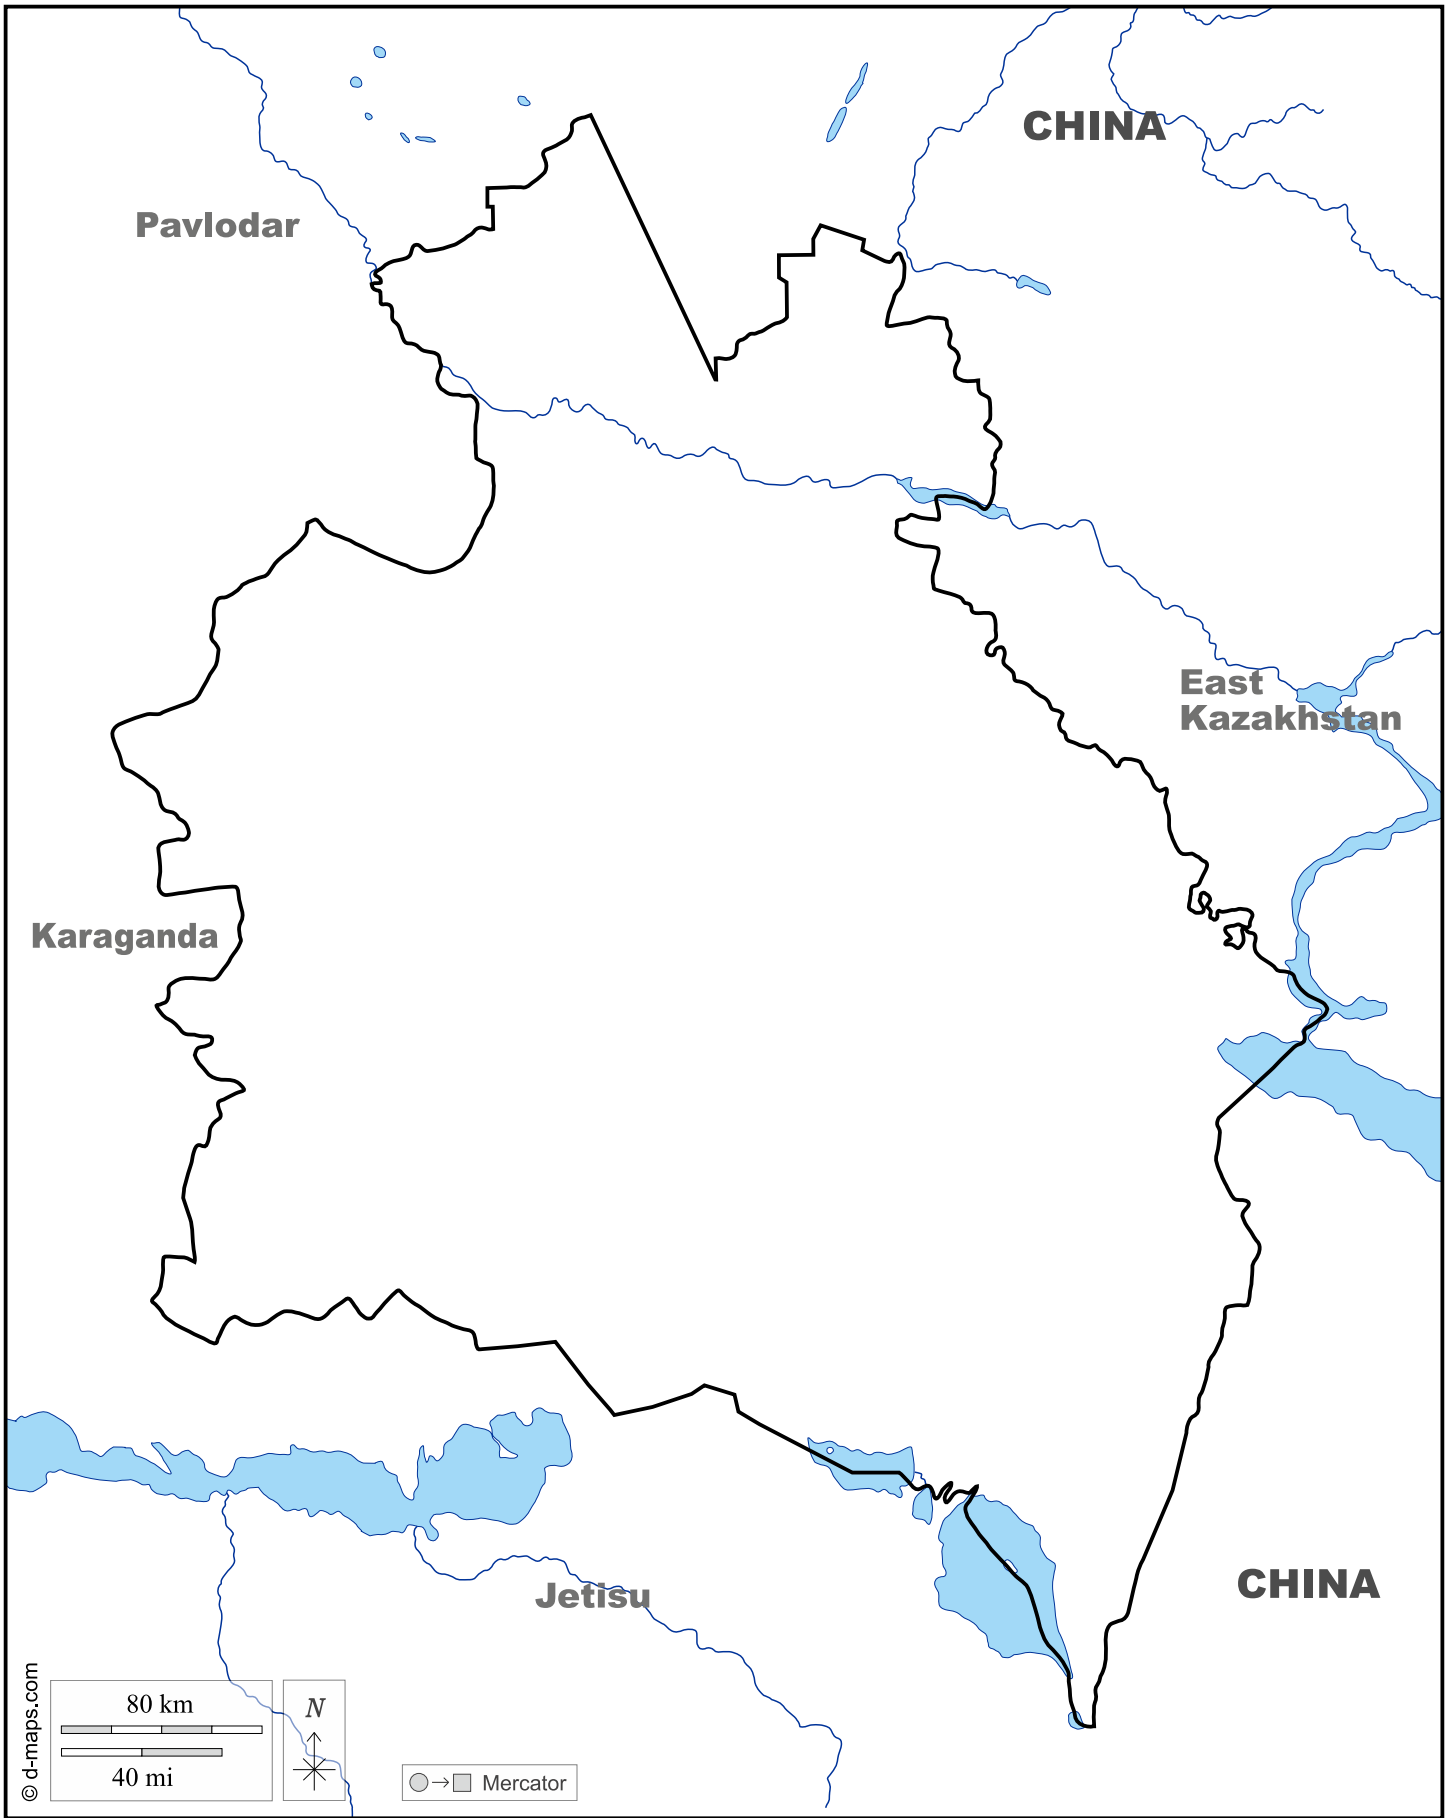 CHINA
Pavlodar
East
Kazakhstan
Karaganda
CHINA
Jetisu
© d-maps.com
80 km
40 mi
N
Mercator